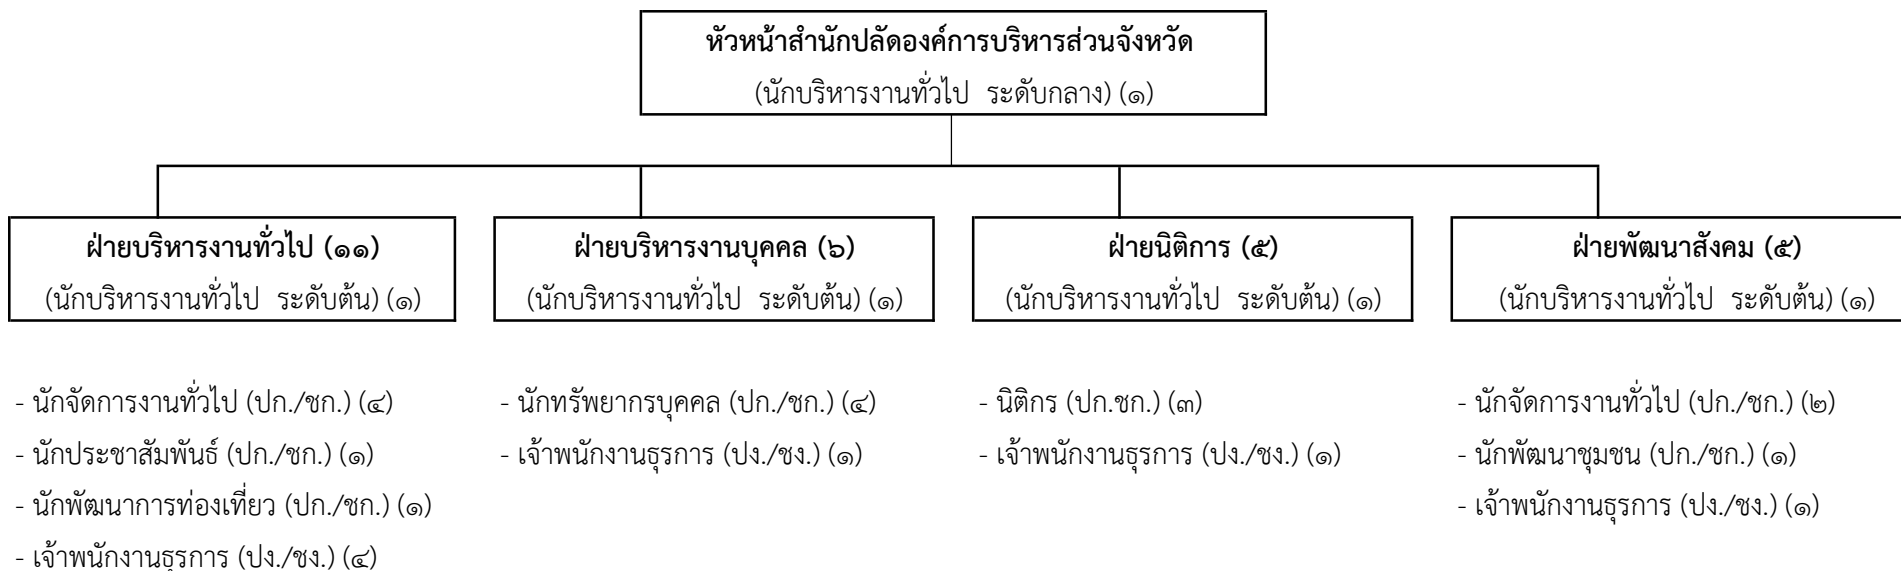 หัวหน้าสำนักปลัดองค์การบริหารส่วนจังหวัด
(นักบริหารงานทั่วไป ระดับกลาง) (๑)
ฝ่ายบริหารงานทั่วไป (๑๑)
(นักบริหารงานทั่วไป ระดับต้น) (๑)
- นักจัดการงานทั่วไป (ปก./ชก.) (๔)
- นักประชาสัมพันธ์ (ปก./ชก.) (๑)
- นักพัฒนาการท่องเที่ยว (ปก./ชก.) (๑)
- เจ้าพนักงานธุรการ (ปง./ชง.) (๔)
ฝ่ายบริหารงานบุคคล (๖)
(นักบริหารงานทั่วไป ระดับต้น) (๑)
- นักทรัพยากรบุคคล (ปก./ชก.) (๔)
- เจ้าพนักงานธุรการ (ปง./ชง.) (๑)
ฝ่ายนิติการ (๕)
(นักบริหารงานทั่วไป ระดับต้น) (๑)
- นิติกร (ปก.ชก.) (๓)
- เจ้าพนักงานธุรการ (ปง./ชง.) (๑)
ฝ่ายพัฒนาสังคม (๕)
(นักบริหารงานทั่วไป ระดับต้น) (๑)
- นักจัดการงานทั่วไป (ปก./ชก.) (๒)
- นักพัฒนาชุมชน (ปก./ชก.) (๑)
- เจ้าพนักงานธุรการ (ปง./ชง.) (๑)